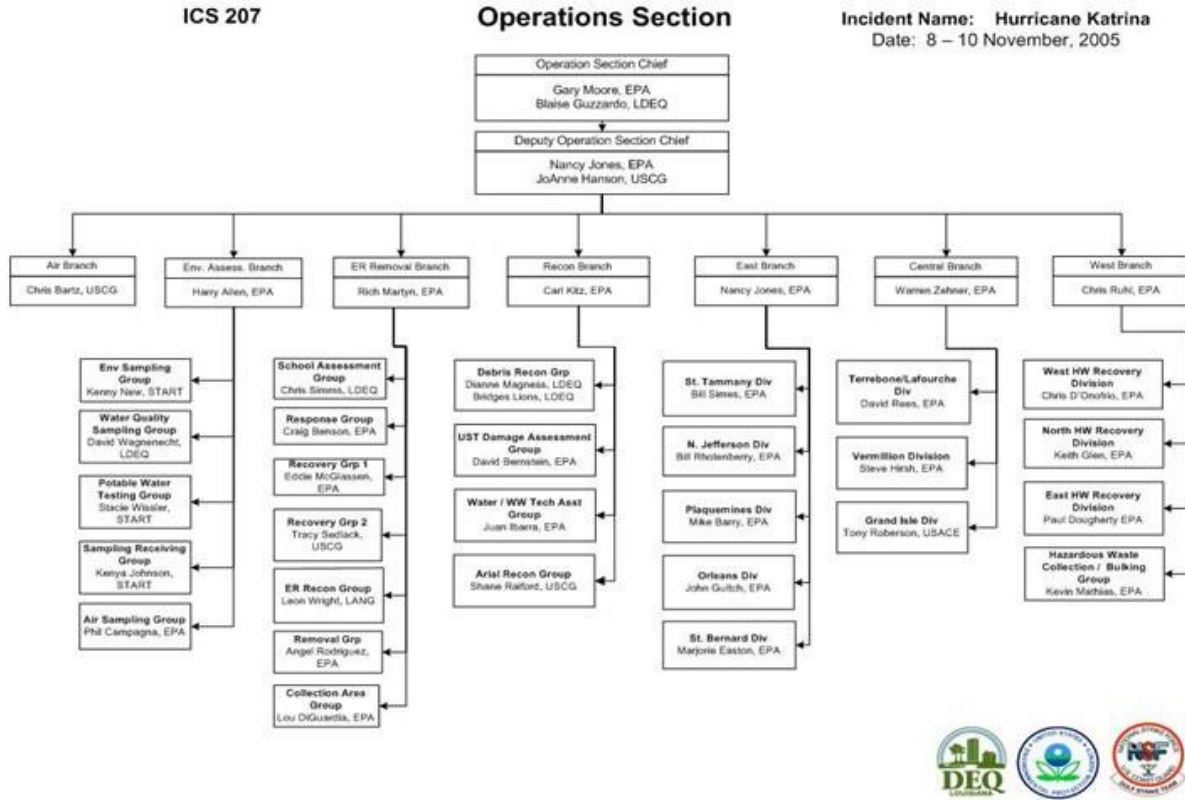 ICS 207
Operations Section
Incident Name: Hurricane Katrina
Date: 8 – 10 November, 2005
Operation Section Chief
Gary Moore, EPA
Blaise Guzzardo, LDEQ
Deputy Operation Section Chief
Nancy Jones, EPA
JoAnne Hanson, USCG
Air Branch
Chris Bartz, USCG
Env. Assess. Branch
Harry Allen, EPA
ER Removal Branch
Rich Martyn, EPA
Recon Branch
Carl Kitz, EPA
East Branch
Nancy Jones, EPA
Central Branch
Warren Zehner, EPA
West Branch
Chris Ruhl, EPA
Env Sampling
Group
Kenny New, START
Water Quality
Sampling Group
David Wagnenecht,
LDEQ
Potable Water
Testing Group
Stacie Wissler,
START
Sampling Receiving
Group
Kenya Johnson,
START
Air Sampling Group
Phil Campagna, EPA
School Assessment
Group
Chris Simms, LDEQ
Response Group
Craig Benson, EPA
Recovery Grp 1
Eddie McGlassen,
EPA
Recovery Grp 2
Tracy Sedlack,
USCG
ER Recon Group
Leon Wright, LANG
Removal Grp
Angel Rodriguez,
EPA
Collection Area
Group
Lou DiGuardia, EPA
Debris Recon Grp
Dianne Magness, LDEQ
Bridges Lions, LDEQ
UST Damage Assessment
Group
David Bernstein, EPA
Water / WW Tech Asst
Group
Juan Ibarra, EPA
Arial Recon Group
Shane Ralford, USCG
St. Tammany Div
Bill Simes, EPA
N. Jefferson Div
Bill Rhotenberry, EPA
Plaquemines Div
Mike Barry, EPA
Orleans Div
John Guitch, EPA
St. Bernard Div
Marjorie Easton, EPA
Terrebone/Lafourche
Div
David Rees, EPA
Vermillion Division
Steve Hirsh, EPA
Grand Isle Div
Tony Roberson, USACE
West HW Recovery
Division
Chris D'Onofrio, EPA
North HW Recovery
Division
Keith Glen, EPA
East HW Recovery
Division
Paul Dougherty EPA
Hazardous Waste
Collection / Bulking
Group
Kevin Mathias, EPA
DEQ
LOUISIANA
NSF